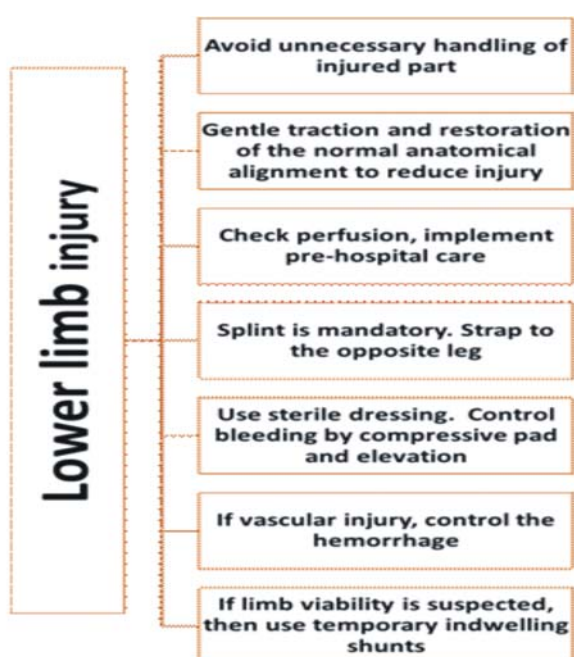 Lower limb injury
Avoid unnecessary handling of
injured part
Gentle traction and restoration
of the normal anatomical
alignment to reduce injury
Check perfusion, implement
pre-hospital care
Splint is mandatory. Strap to
the opposite leg
Use sterile dressing. Control
bleeding by compressive pad
and elevation
If vascular injury, control the
hemorrhage
If limb viability is suspected,
then use temporary indwelling
shunts